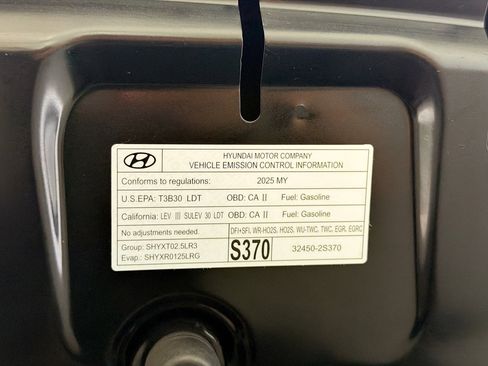 HYUNDAI MOTOR COMPANY
VEHICLE EMISSION CONTROL INFORMATION
Conforms to regulations: 2025 MY
U.S.EPA: T3B30 LDT OBD: CA II Fuel: Gasoline
California: LEV III SULEV 30 LDT OBD: CA II Fuel: Gasoline
No adjustments needed. DFI+SFI, WR-HO2S, HO2S, WU-TWC, TWC, EGR, EGRC
Group: SHYXT02.5LR3
Evap.: SHYXR0125LRG
S370
32450-2S370